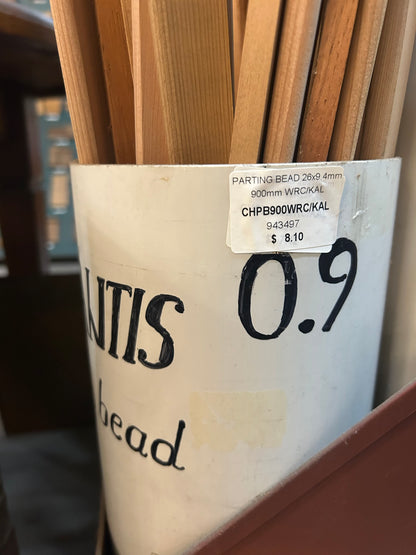 PARTING BEAD 26x9.4mm
900mm WRC/KAL
CHPB900WRC/KAL
943497
$ 8.10
0.9
NTIS
bead